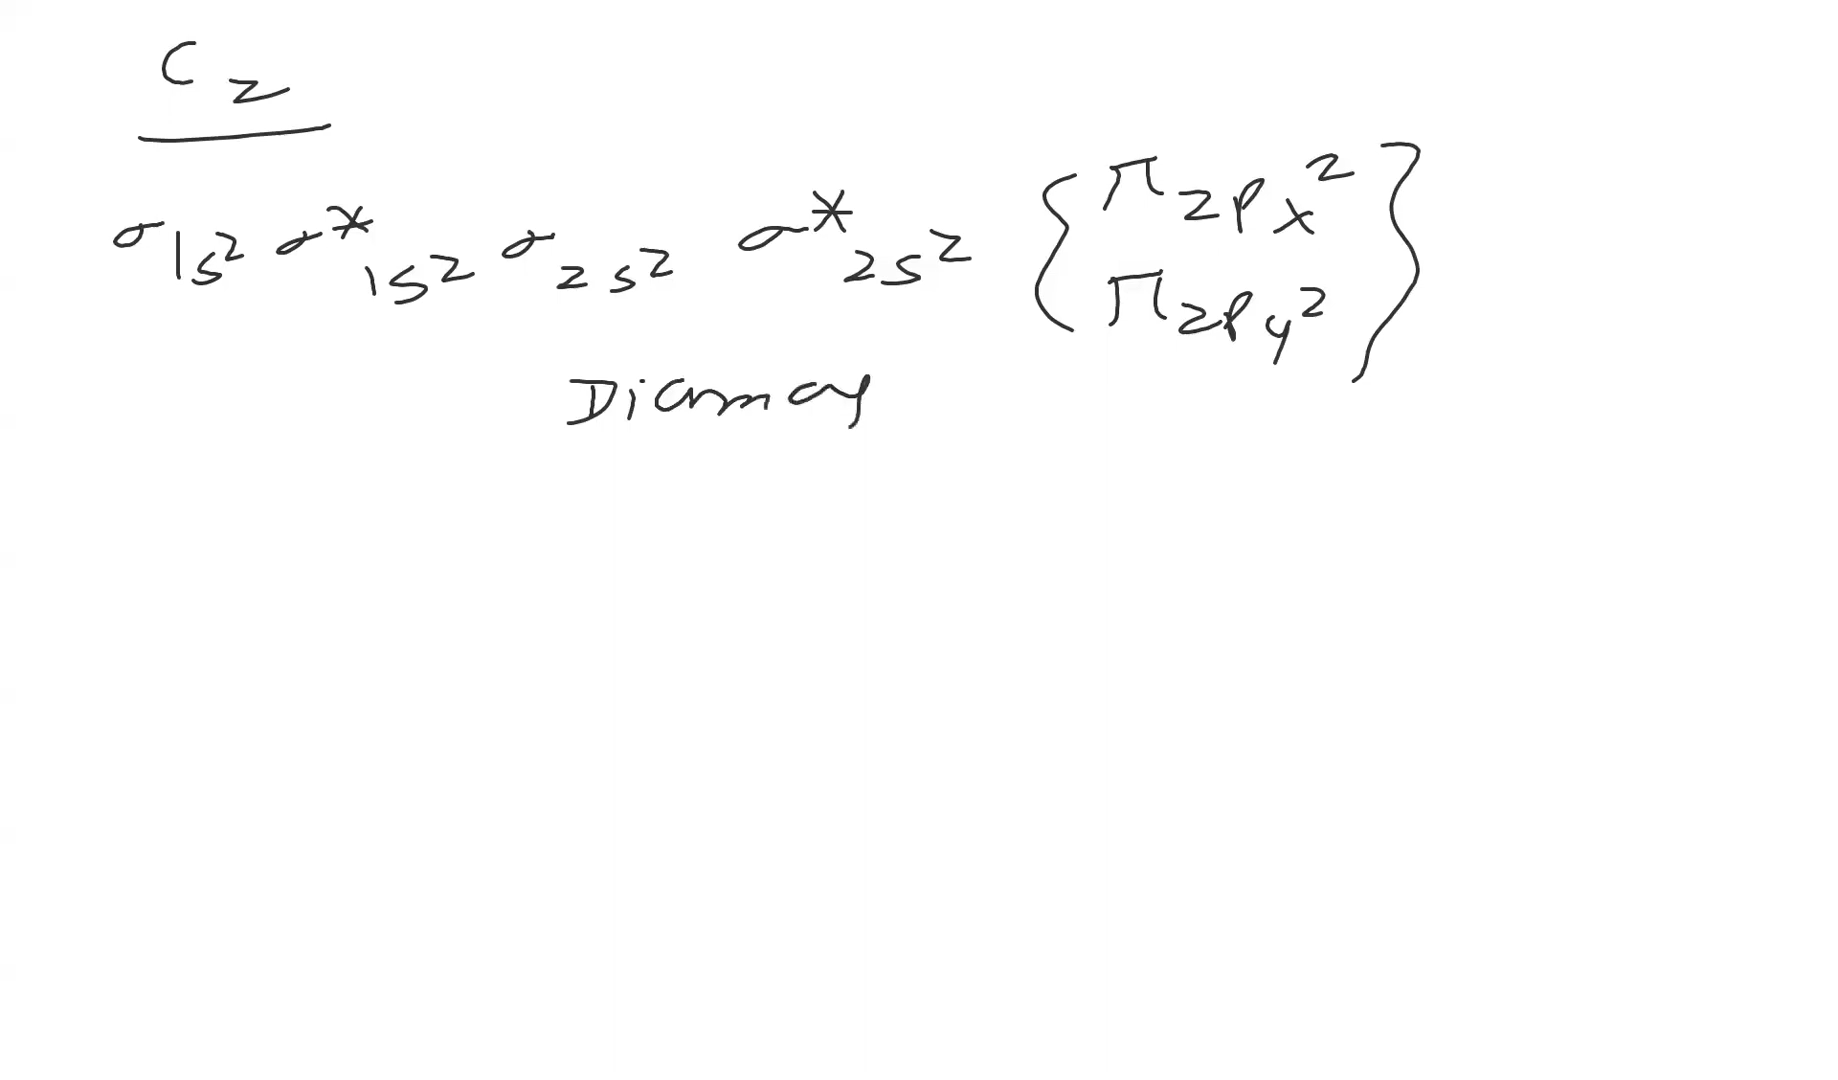 C₂
σ1s² σ*1s² σ2s² σ*2s² { π2px² π2py² }
Diamag